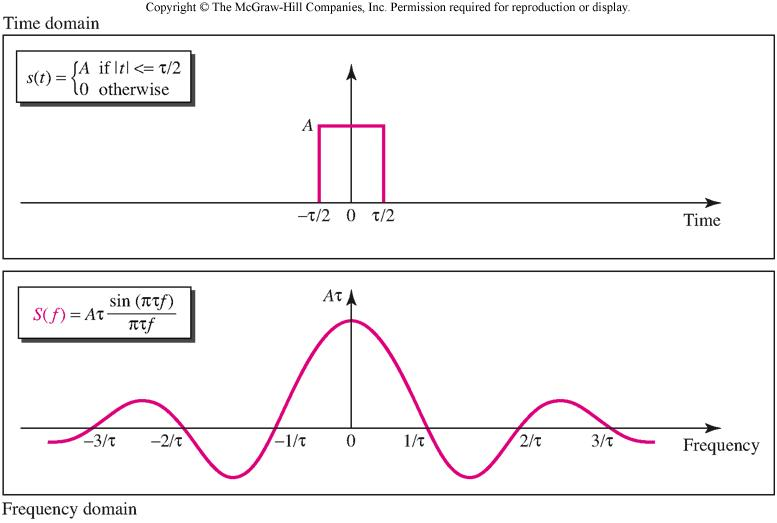 Copyright © The McGraw-Hill Companies, Inc. Permission required for reproduction or display.
Time domain
s(t) = {A if |t| <= τ/2
0 otherwise
A
−τ/2 0 τ/2
Time
S(f) = Aτ sin (πτf) / πτf
Aτ
−3/τ −2/τ −1/τ 0 1/τ 2/τ 3/τ
Frequency
Frequency domain